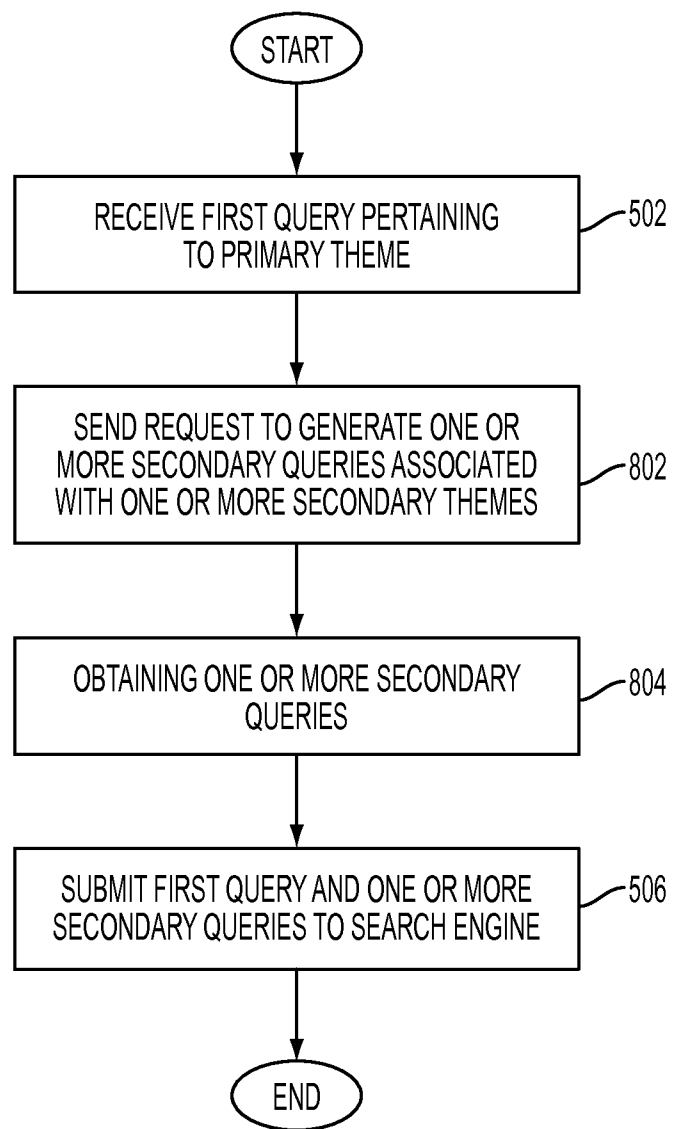 START
RECEIVE FIRST QUERY PERTAINING
TO PRIMARY THEME
502
SEND REQUEST TO GENERATE ONE OR
MORE SECONDARY QUERIES ASSOCIATED
WITH ONE OR MORE SECONDARY THEMES
802
OBTAINING ONE OR MORE SECONDARY
QUERIES
804
SUBMIT FIRST QUERY AND ONE OR MORE
SECONDARY QUERIES TO SEARCH ENGINE
506
END